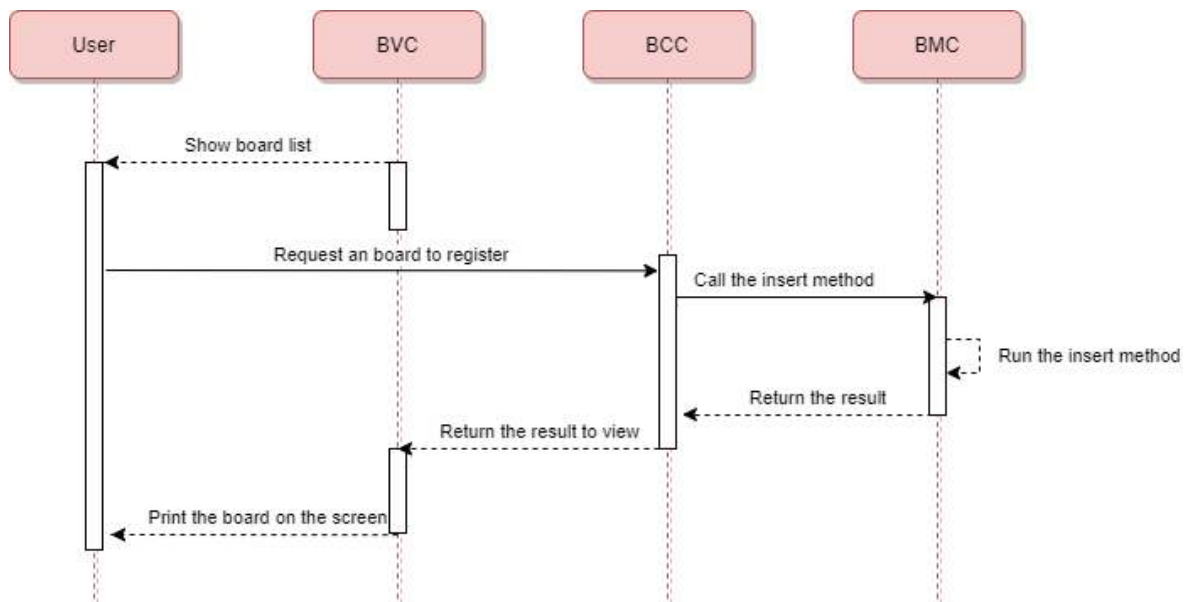 User
BVC
BCC
BMC
Show board list
Request an board to register
Call the insert method
Run the insert method
Return the result
Return the result to view
Print the board on the screen